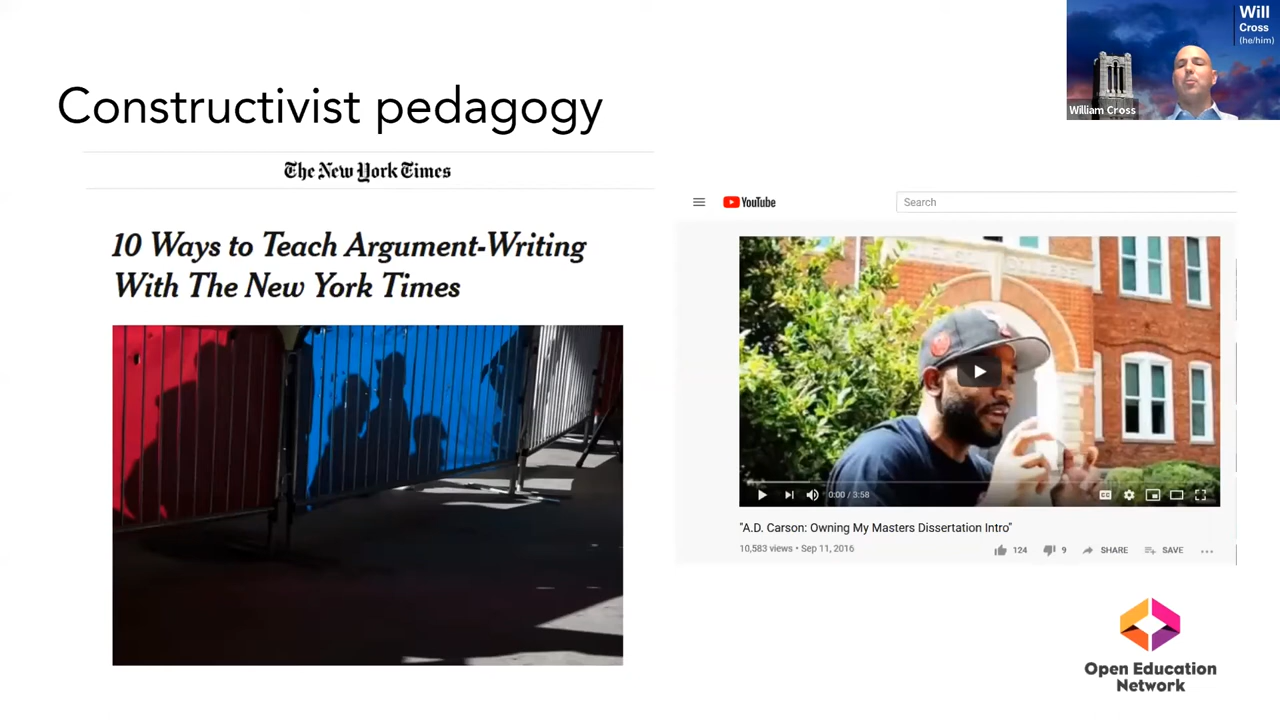 Constructivist pedagogy
The New York Times
10 Ways to Teach Argument-Writing
With The New York Times
Will
Cross
(he/him)
William Cross
YouTube
Search
0:00 / 3:58
CC
"A.D. Carson: Owning My Masters Dissertation Intro"
10,583 views • Sep 11, 2016
124
9
SHARE
SAVE
Open Education
Network